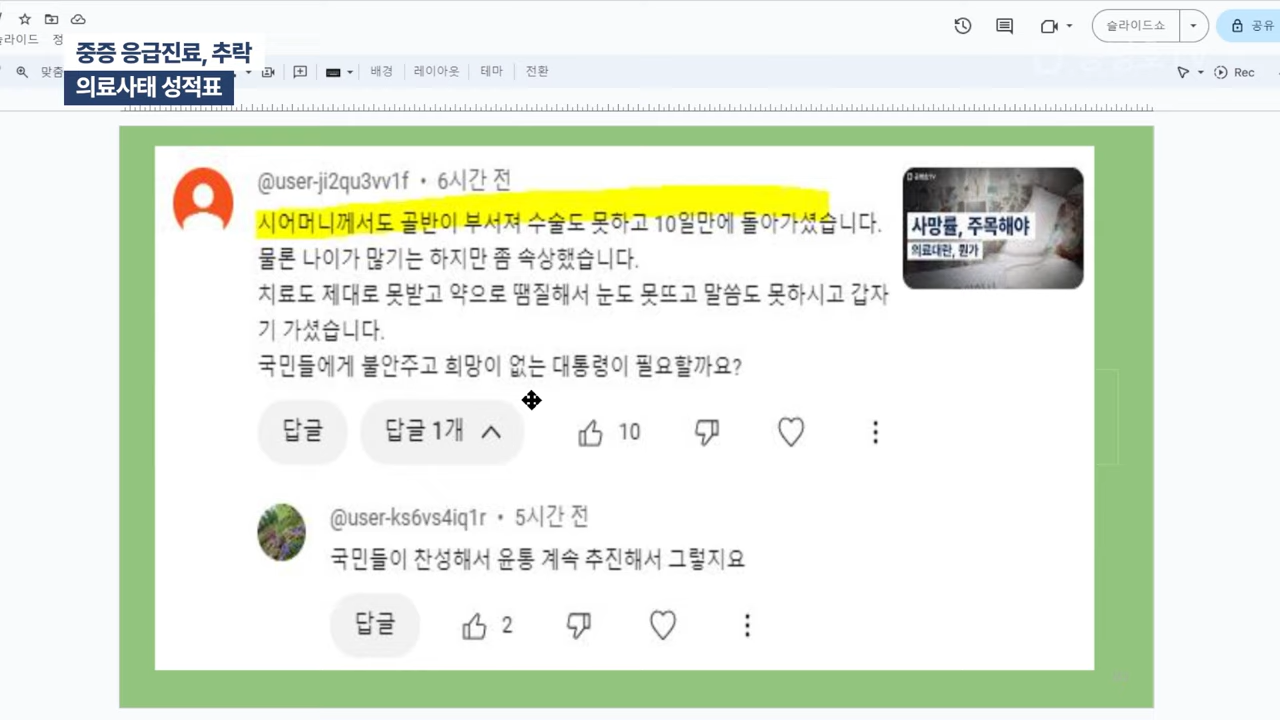 중증 응급진료, 추락
의료사태 성적표
슬라이드쇼
공유
배경 레이아웃 테마 전환
Rec
@user-ji2qu3vv1f • 6시간 전
시어머니께서도 골반이 부서져 수술도 못하고 10일만에 돌아가셨습니다.
물론 나이가 많기는 하지만 좀 속상했습니다.
치료도 제대로 못받고 약으로 땜질해서 눈도 못뜨고 말씀도 못하시고 갑자
기 가셨습니다.
국민들에게 불안주고 희망이 없는 대통령이 필요할까요?
사망률, 주목해야
의료대란, 뭔가
답글 답글 1개 10
@user-ks6vs4iq1r • 5시간 전
국민들이 찬성해서 윤통 계속 추진해서 그렇지요
답글 2